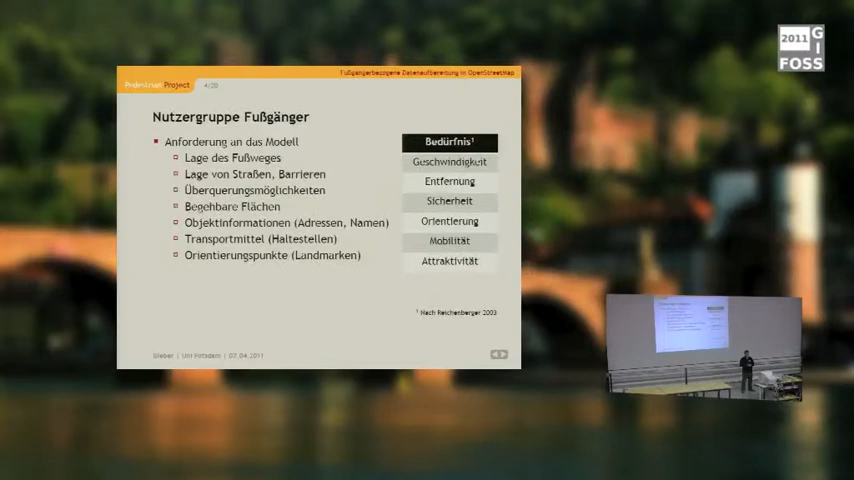 2011 GI
FOSS
Fußgängerbezogene Datenaufbereitung in OpenStreetMap
Pedestrian Project
4/20
Nutzergruppe Fußgänger
Anforderung an das Modell
Lage des Fußweges
Lage von Straßen, Barrieren
Überquerungsmöglichkeiten
Begehbare Flächen
Objektinformationen (Adressen, Namen)
Transportmittel (Haltestellen)
Orientierungspunkte (Landmarken)
Bedürfnis¹
Geschwindigkeit
Entfernung
Sicherheit
Orientierung
Mobilität
Attraktivität
¹ Nach Reichenberger 2003
Bieber | Uni Potsdam | 07.04.2011